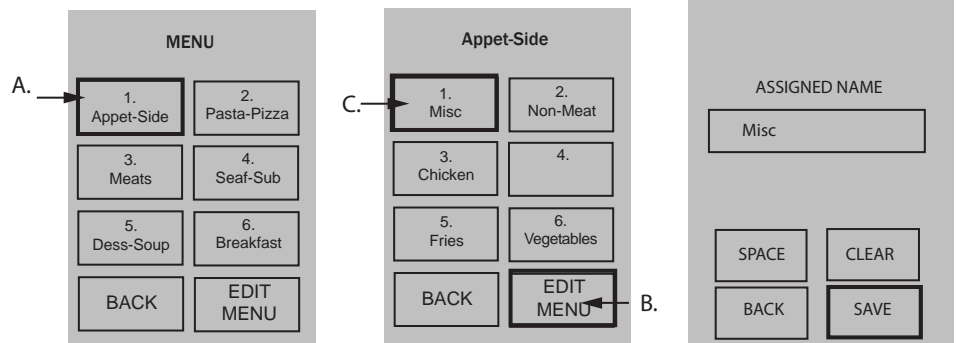 MENU
A.
1.
Appet-Side
2.
Pasta-Pizza
3.
Meats
4.
Seaf-Sub
5.
Dess-Soup
6.
Breakfast
BACK
EDIT
MENU
Appet-Side
C.
1.
Misc
2.
Non-Meat
3.
Chicken
4.
5.
Fries
6.
Vegetables
BACK
EDIT
MENU
B.
ASSIGNED NAME
Misc
SPACE
CLEAR
BACK
SAVE